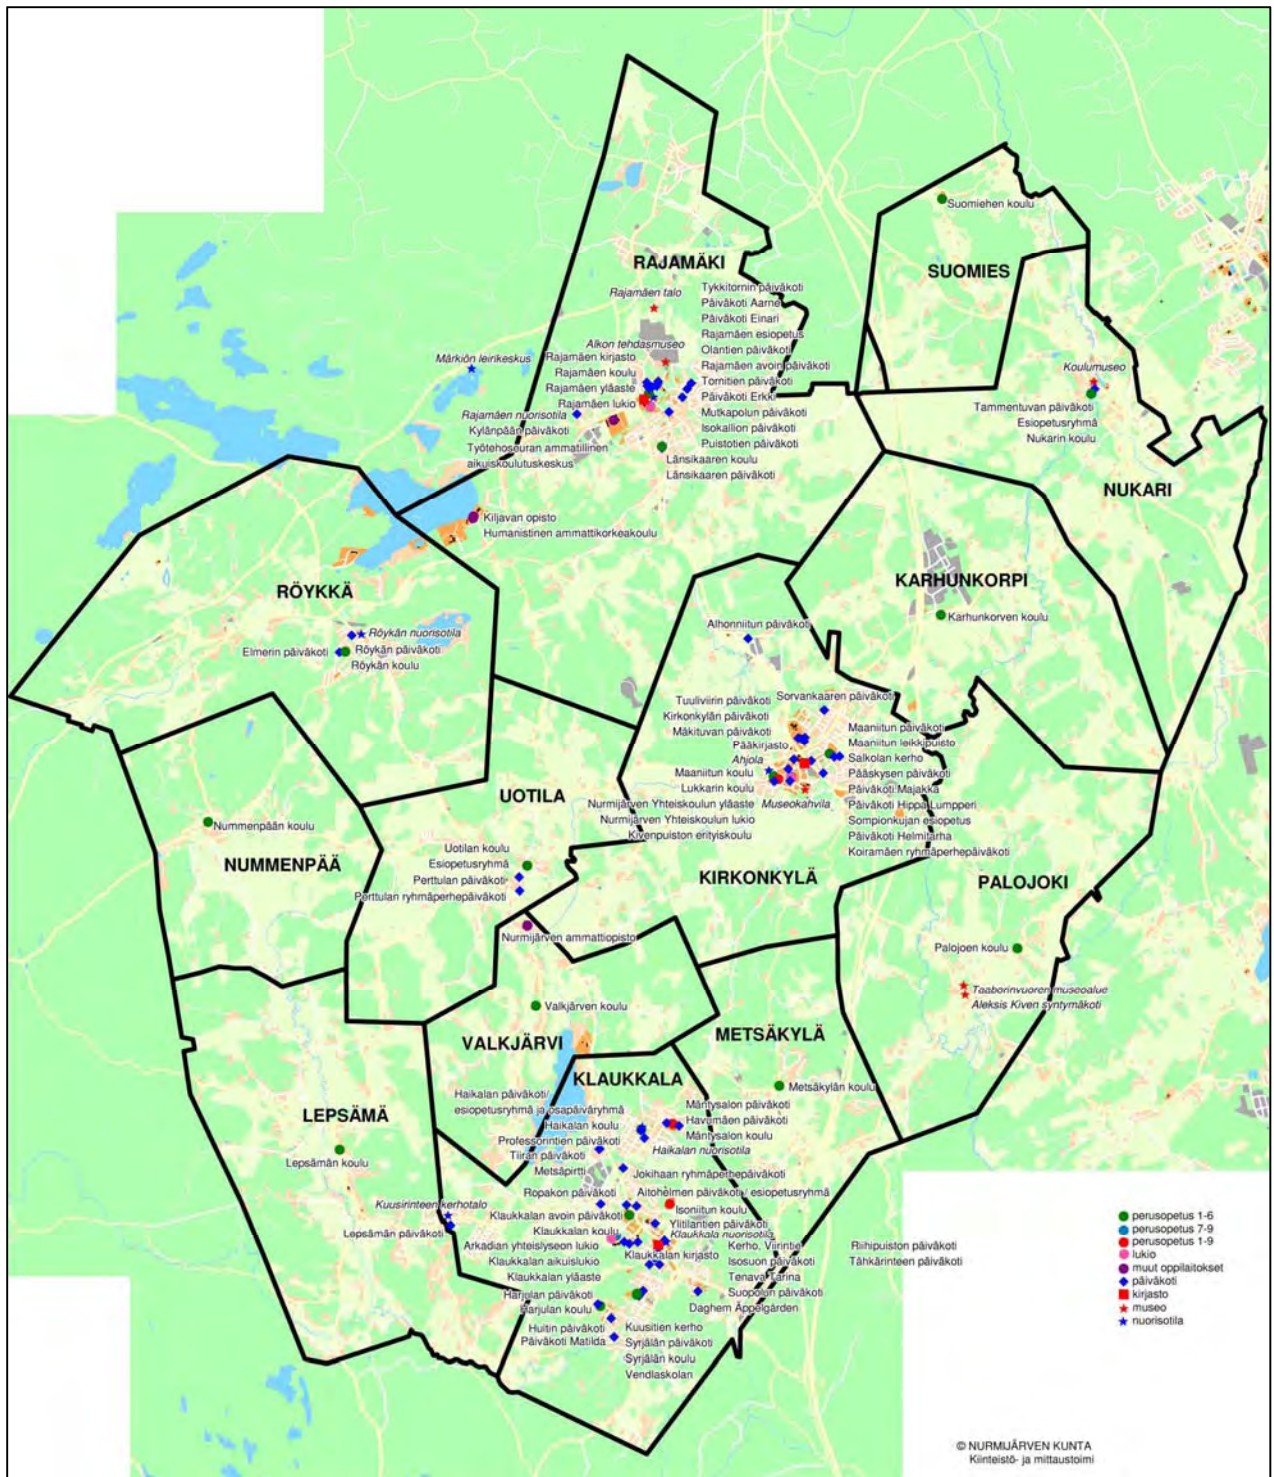 Suomiehen koulu
RAJAMÄKI
SUOMIES
Rajamäen talo
Tykkitornin päiväkoti
Päiväkoti Aarne
Päiväkoti Einari
Rajamäen esiopetus
Olantien päiväkoti
Rajamäen avoin päiväkoti
Tornitien päiväkoti
Päiväkoti Erkki
Mutkapolun päiväkoti
Isokallion päiväkoti
Puistotien päiväkoti
Länsikaaren koulu
Länsikaaren päiväkoti
Alkon tehdasmuseo
Rajamäen kirjasto
Rajamäen koulu
Rajamäen yläaste
Rajamäen lukio
Märkiön leirikeskus
Rajamäen nuorisotila
Kylänpään päiväkoti
Työtehoseuran ammatillinen
aikuiskoulutuskeskus
Koulumuseo
Tammentuvan päiväkoti
Esiopetusryhmä
Nukarin koulu
NUKARI
Kiljavan opisto
Humanistinen ammattikorkeakoulu
RÖYKKÄ
Röykän nuorisotila
Elmerin päiväkoti
Röykän päiväkoti
Röykän koulu
KARHUNKORPI
Karhunkorven koulu
Alhonniitun päiväkoti
Sorvankaaren päiväkoti
Tuuliviirin päiväkoti
Kirkonkylän päiväkoti
Mäkituvan päiväkoti
Pääkirjasto
Ahjola
Maaniitun koulu
Lukkarin koulu
Nurmijärven Yhteiskoulun yläaste
Nurmijärven Yhteiskoulun lukio
Kivenpuiston erityiskoulu
Museokahvila
Maaniitun päiväkoti
Maaniitun leikkipuisto
Salkolan kerho
Pääskysen päiväkoti
Päiväkoti Majakka
Päiväkoti Hippa Lumpperi
Sompionkujan esiopetus
Päiväkoti Helmitarha
Koiramäen ryhmäperhepäiväkoti
UOTILA
Nummenpään koulu
NUMMENPÄÄ
Uotilan koulu
Esiopetusryhmä
Perttulan päiväkoti
Perttulan ryhmäperhepäiväkoti
KIRKONKYLÄ
PALOJOKI
Nurmijärven ammattiopisto
Palojoen koulu
Taaborinvuoren museoalue
Aleksis Kiven syntymäkoti
Valkjärven koulu
VALKJÄRVI
METSÄKYLÄ
Metsäkylän koulu
KLAUKKALA
LEPSÄMÄ
Lepsämän koulu
Haikalan päiväkoti/
esiopetusryhmä ja osapäiväryhmä
Haikalan koulu
Professorintien päiväkoti
Tiiran päiväkoti
Metsäpirtti
Mäntysalon päiväkoti
Havumäen päiväkoti
Mäntysalon koulu
Haikalan nuorisotila
Jokihaan ryhmäperhepäiväkoti
Ropakon päiväkoti
Aitohelmen päiväkoti / esiopetusryhmä
Kuusirinteen kerhotalo
Lepsämän päiväkoti
Klaukkalan avoin päiväkoti
Isoniitun koulu
Klaukkalan koulu
Ylitilantien päiväkoti
Klaukkala nuorisotila
Arkadian yhteislyseon lukio
Klaukkalan aikuislukio
Klaukkalan yläaste
Klaukkalan kirjasto
Kerho, Viirintie
Isosuon päiväkoti
Tenava Tarina
Suopolun päiväkoti
Daghem Äppelgården
Riihipuiston päiväkoti
Tähkärinteen päiväkoti
Harjulan päiväkoti
Harjulan koulu
Huitin päiväkoti
Päiväkoti Matilda
Kuusitien kerho
Syrjälän päiväkoti
Syrjälän koulu
Vendlaskolan
perusopetus 1-6
perusopetus 7-9
perusopetus 1-9
lukio
muut oppilaitokset
päiväkoti
kirjasto
museo
nuorisotila
© NURMIJÄRVEN KUNTA
Kiinteistö- ja mittaustoimi